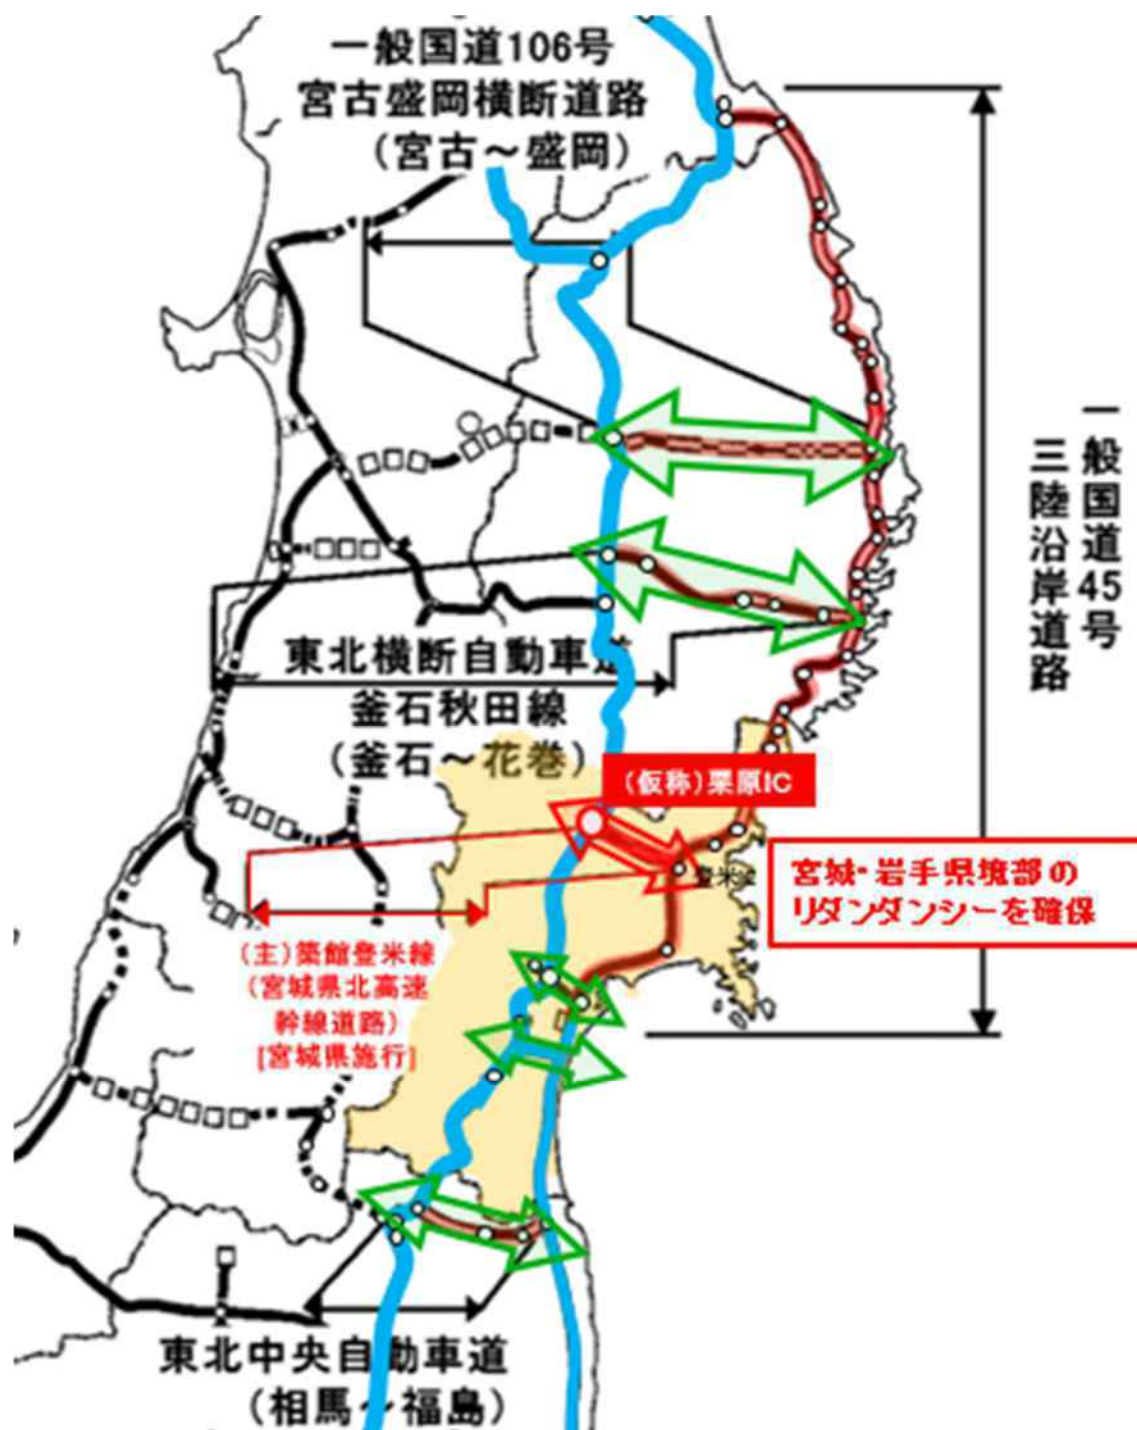 一般国道106号
宮古盛岡横断道路
(宮古~盛岡)
一般国道45号
三陸沿岸道路
東北横断自動車道
釜石秋田線
(釜石~花巻)
(仮称)栗原IC
登米
宮城・岩手県境部の
リダンダンシーを確保
(主)築館登米線
(宮城県北高速
幹線道路)
[宮城県施行]
東北中央自動車道
(相馬~福島)